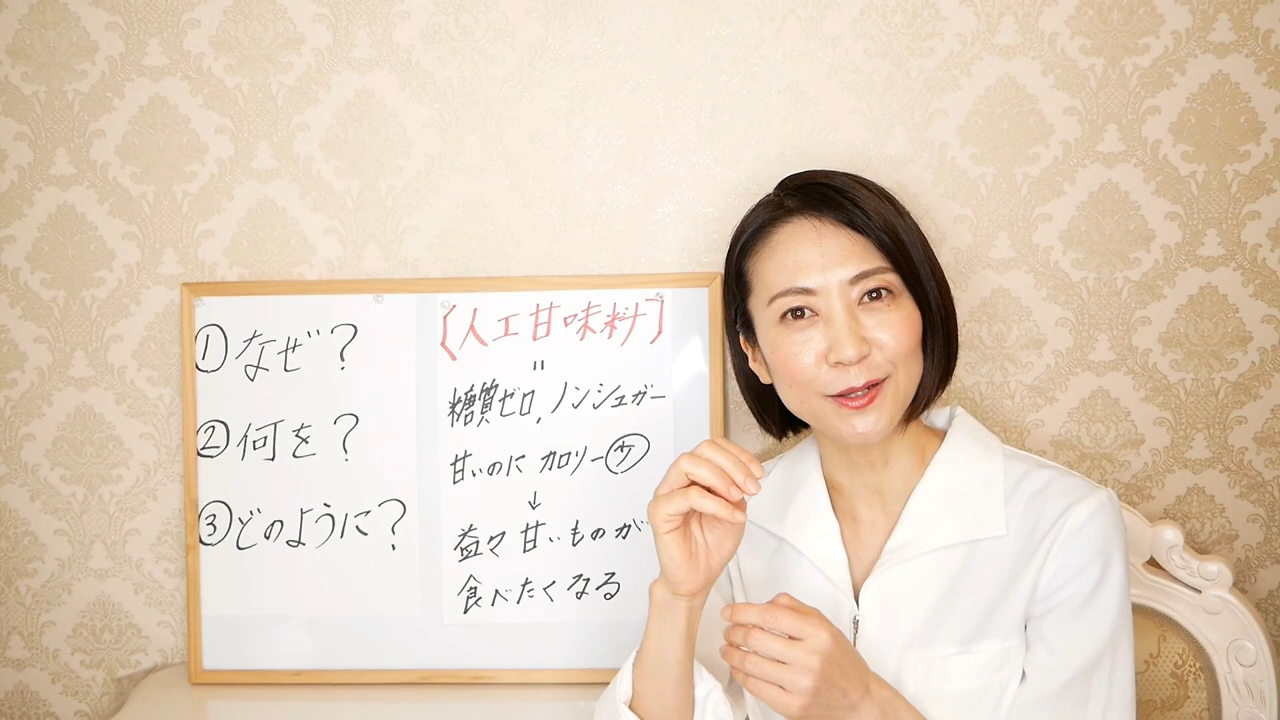 ①なぜ？
②何を？
③どのように？
〔人工甘味料〕
〃
糖質ゼロ,ノンシュガー
甘いのに カロリー㋚
↓
益々甘いものが
食べたくなる